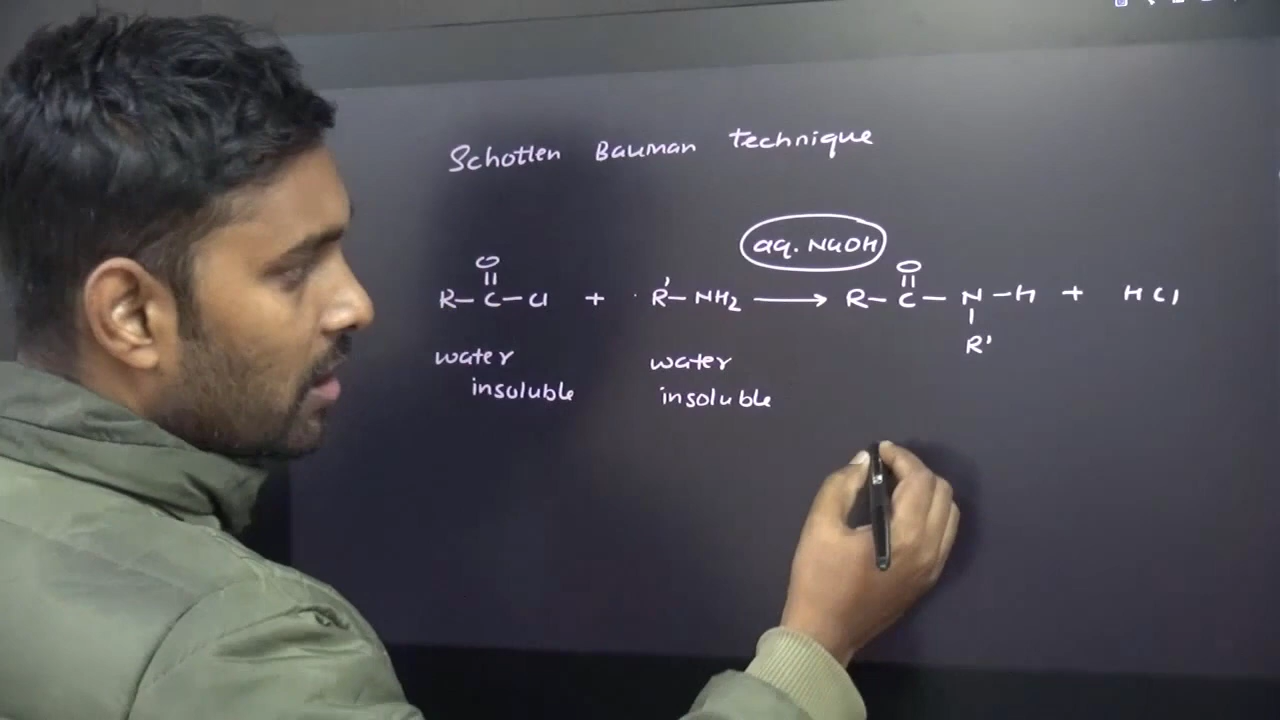 Schotten Bauman technique
aq. NaOH
O
R-C-Cl + R'-NH2 → R-C-N-H + HCl
O
R'
water water
insoluble insoluble